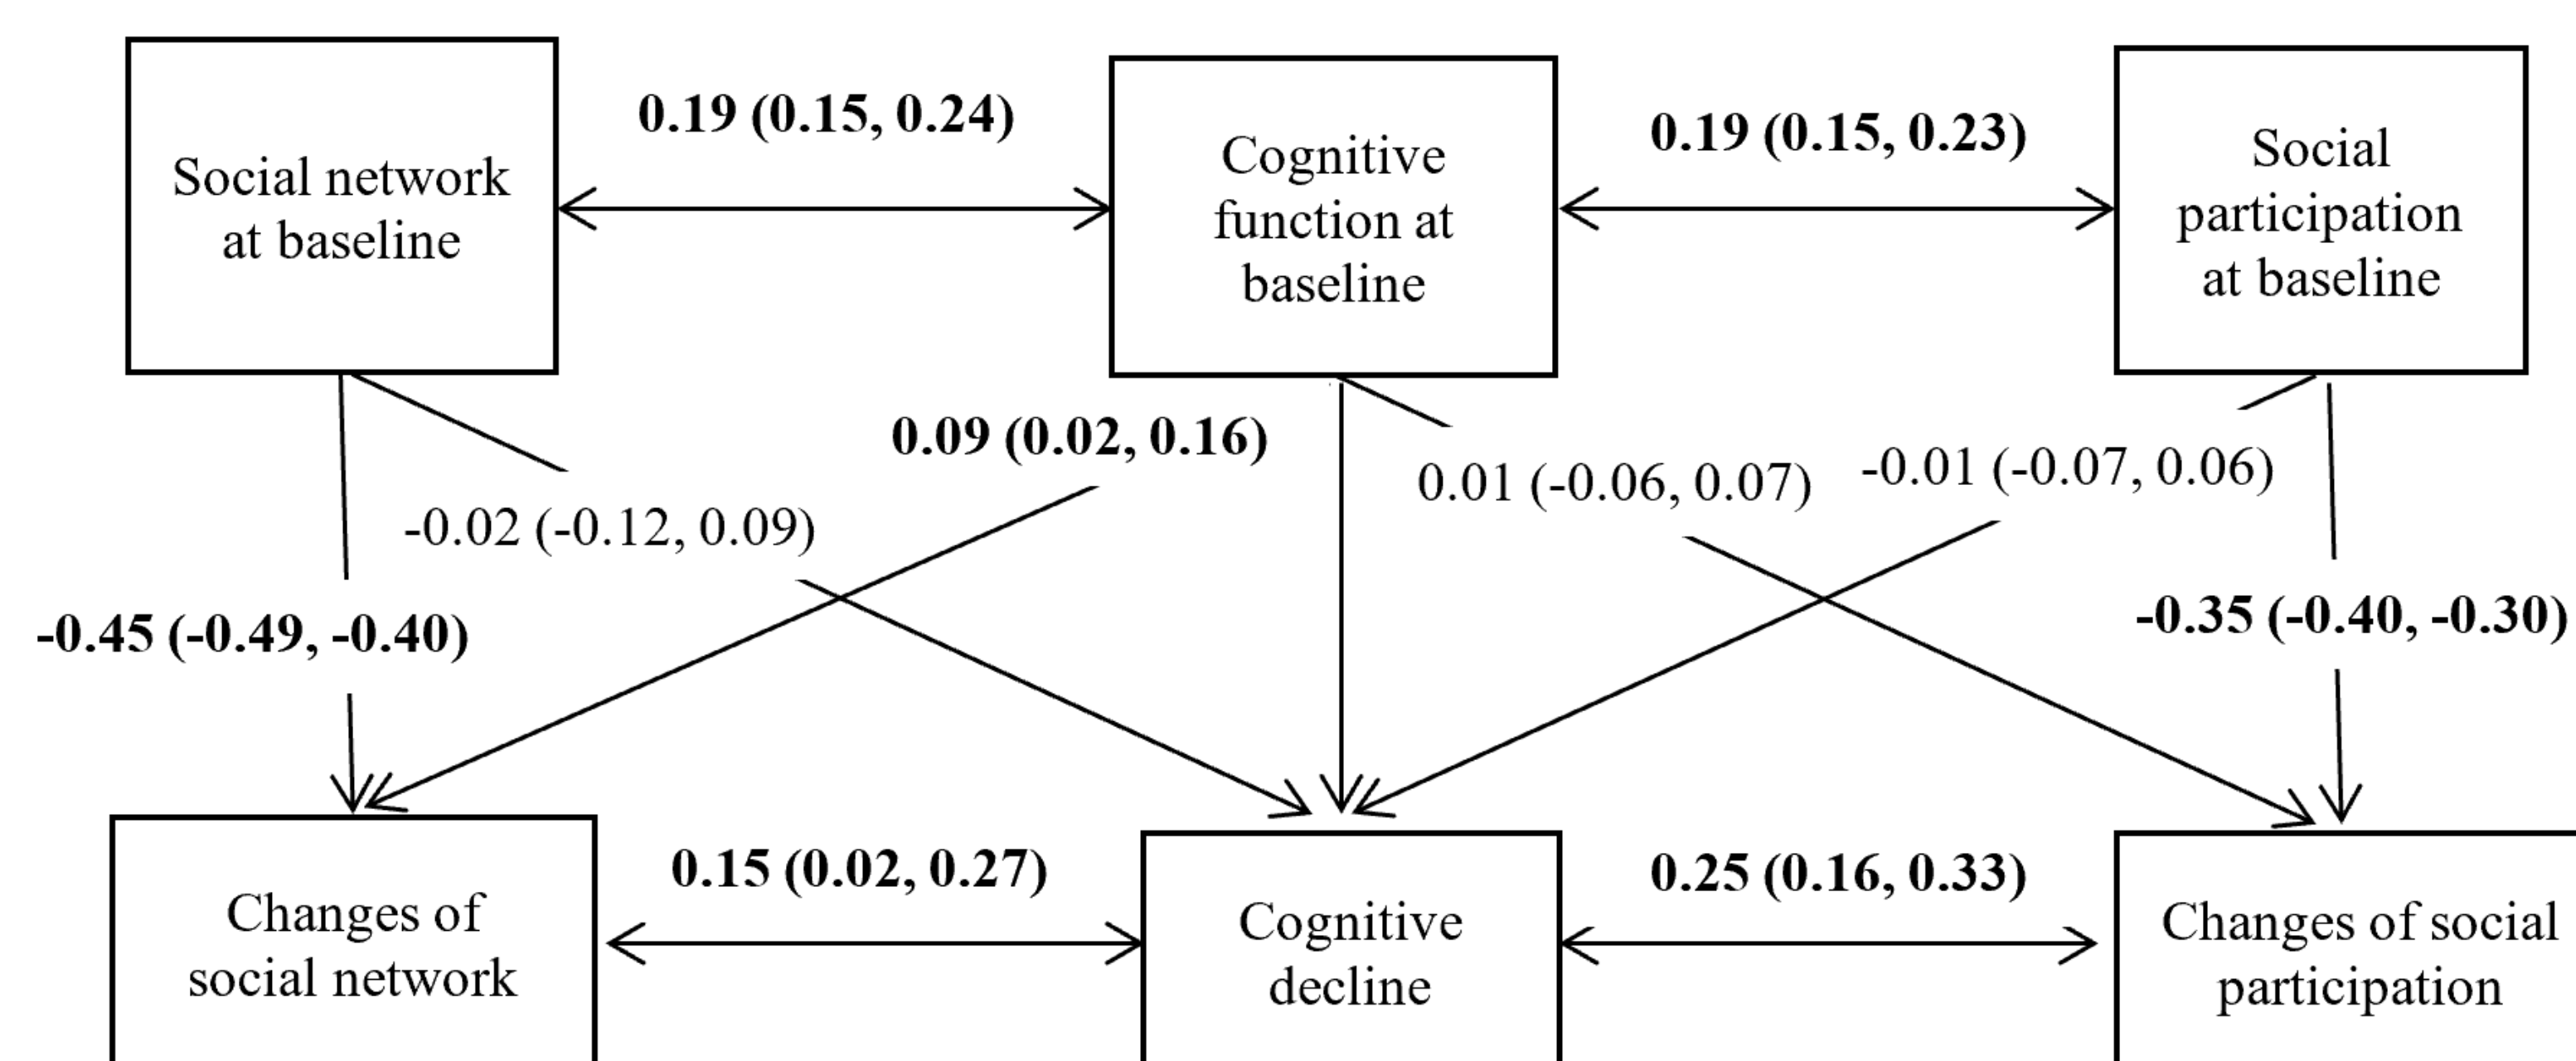 Social network
at baseline
0.19 (0.15, 0.24)
Cognitive
function at
baseline
0.19 (0.15, 0.23)
Social
participation
at baseline
0.09 (0.02, 0.16)
-0.02 (-0.12, 0.09)
0.01 (-0.06, 0.07)
-0.01 (-0.07, 0.06)
-0.45 (-0.49, -0.40)
-0.35 (-0.40, -0.30)
Changes of
social network
0.15 (0.02, 0.27)
Cognitive
decline
0.25 (0.16, 0.33)
Changes of social
participation